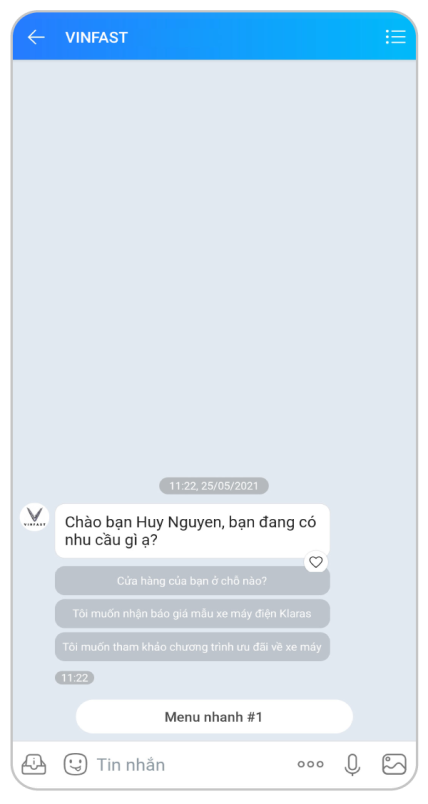 VINFAST
11:22, 25/05/2021
VINFAST
Chào bạn Huy Nguyen, bạn đang có
nhu cầu gì ạ?
Cửa hàng của bạn ở chỗ nào?
Tôi muốn nhận báo giá mẫu xe máy điện Klaras
Tôi muốn tham khảo chương trình ưu đãi về xe máy
11:22
Menu nhanh #1
Tin nhắn